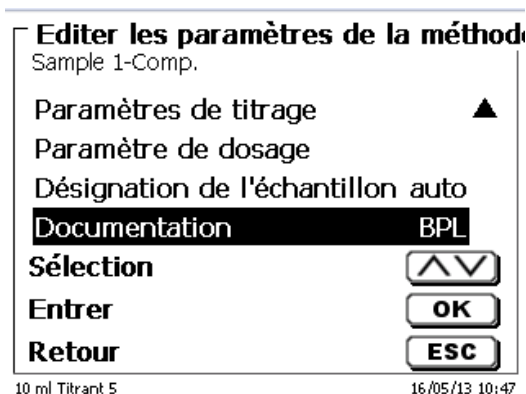 Editer les paramètres de la méthod
Sample 1-Comp.
Paramètres de titrage
Paramètre de dosage
Désignation de l'échantillon auto
Documentation BPL
Sélection
Entrer OK
Retour ESC
10 ml Titrant 5 16/05/13 10:47